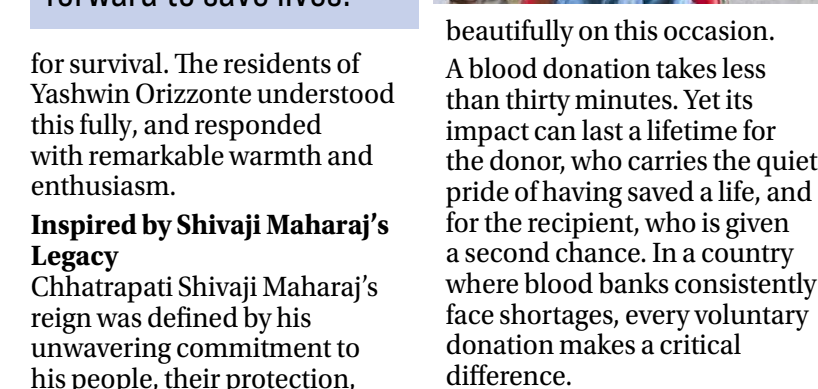 forward to save lives.
for survival. The residents of
Yashwin Orizzonte understood
this fully, and responded
with remarkable warmth and
enthusiasm.
Inspired by Shivaji Maharaj’s
Legacy
Chhatrapati Shivaji Maharaj’s
reign was defined by his
unwavering commitment to
his people, their protection,
beautifully on this occasion.
A blood donation takes less
than thirty minutes. Yet its
impact can last a lifetime for
the donor, who carries the quiet
pride of having saved a life, and
for the recipient, who is given
a second chance. In a country
where blood banks consistently
face shortages, every voluntary
donation makes a critical
difference.